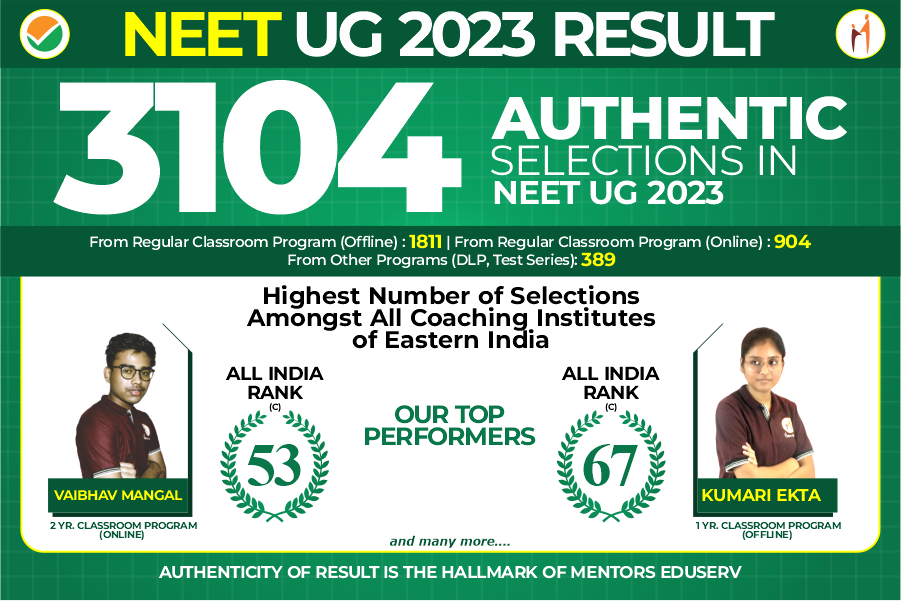 NEET UG 2023 RESULT
3104
AUTHENTIC
SELECTIONS IN
NEET UG 2023
From Regular Classroom Program (Offline) : 1811 | From Regular Classroom Program (Online) : 904
From Other Programs (DLP, Test Series): 389
Highest Number of Selections
Amongst All Coaching Institutes
of Eastern India
ALL INDIA
RANK
(C)
53
VAIBHAV MANGAL
2 YR. CLASSROOM PROGRAM
(ONLINE)
OUR TOP
PERFORMERS
ALL INDIA
RANK
(C)
67
KUMARI EKTA
1 YR. CLASSROOM PROGRAM
(OFFLINE)
and many more....
AUTHENTICITY OF RESULT IS THE HALLMARK OF MENTORS EDUSERV